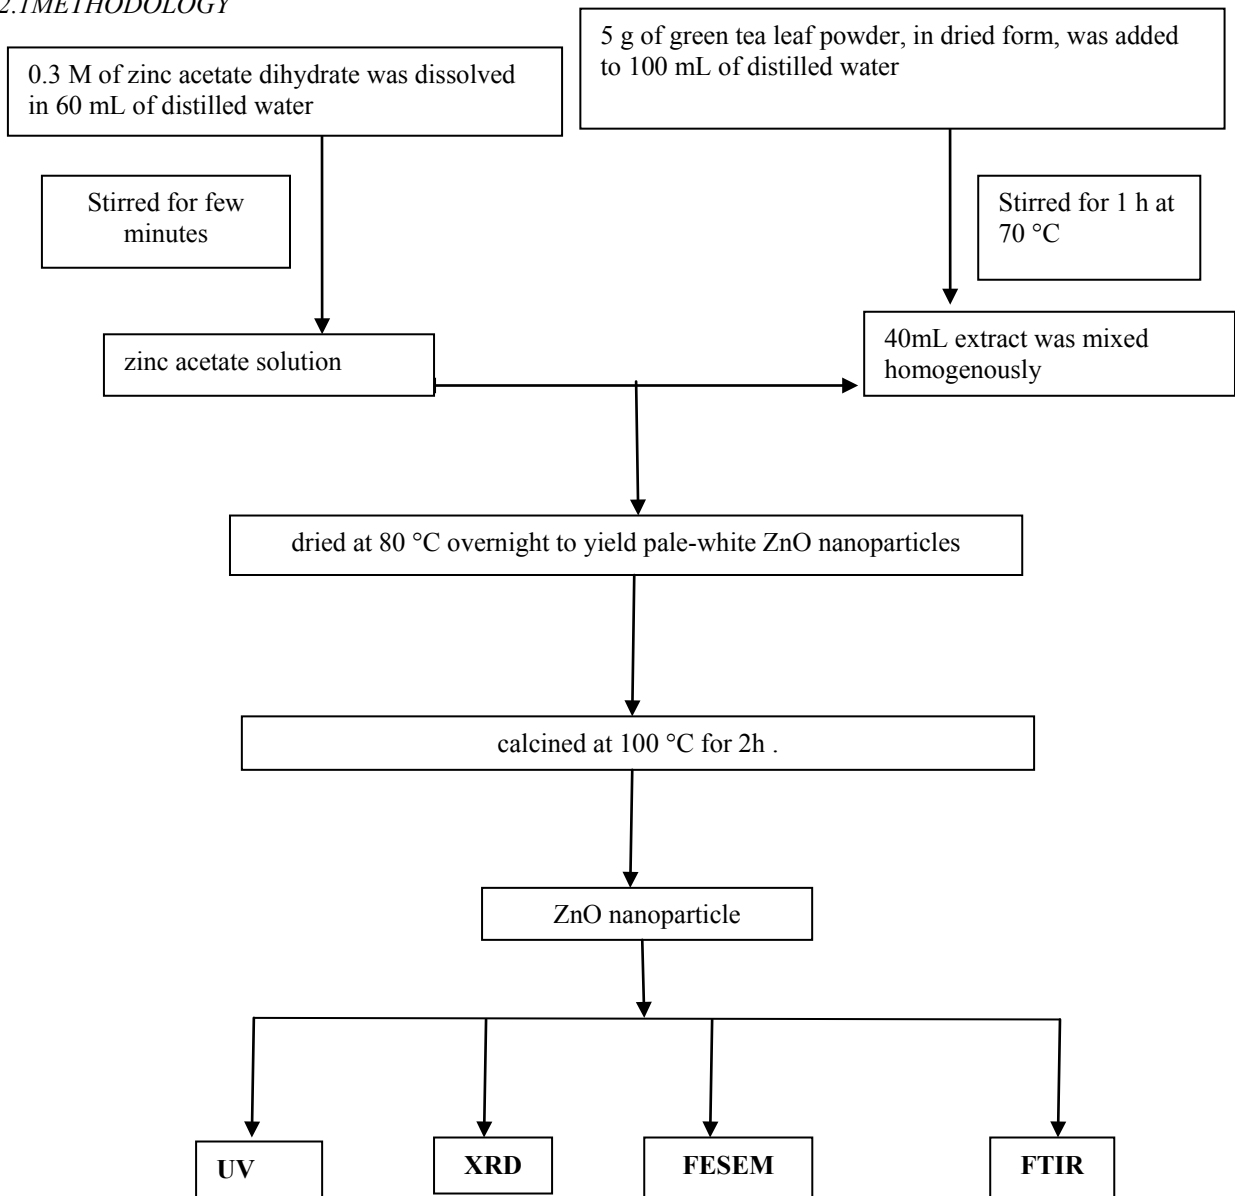 2.1METHODOLOGY
0.3 M of zinc acetate dihydrate was dissolved
in 60 mL of distilled water
5 g of green tea leaf powder, in dried form, was added
to 100 mL of distilled water
Stirred for few
minutes
Stirred for 1 h at
70 °C
zinc acetate solution
40mL extract was mixed
homogenously
dried at 80 °C overnight to yield pale-white ZnO nanoparticles
calcined at 100 °C for 2h .
ZnO nanoparticle
UV
XRD
FESEM
FTIR